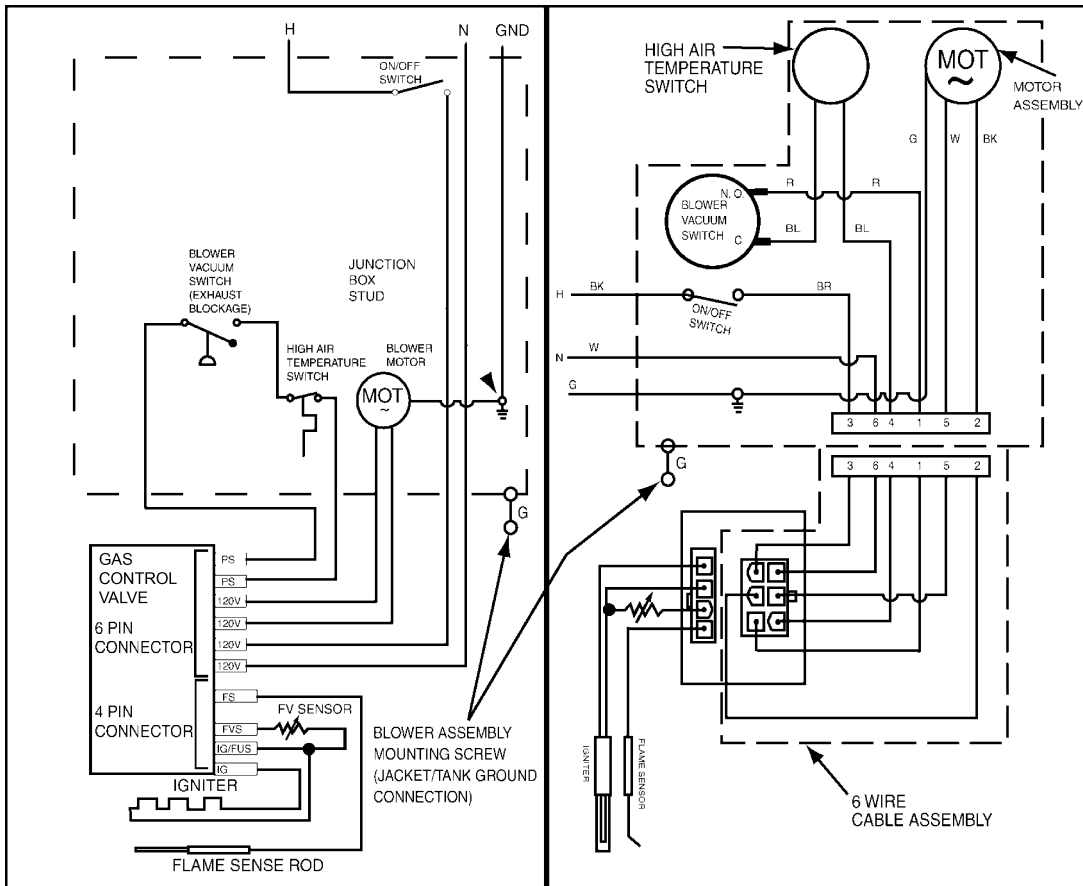 H
N
GND
ON/OFF
SWITCH
BLOWER
VACUUM
SWITCH
(EXHAUST
BLOCKAGE)
JUNCTION
BOX
STUD
HIGH AIR
TEMPERATURE
SWITCH
BLOWER
MOTOR
MOT
~
G
GAS
CONTROL
VALVE
6 PIN
CONNECTOR
4 PIN
CONNECTOR
PS
PS
120V
120V
120V
120V
FS
FVS
IG/FUS
IG
FV SENSOR
IGNITER
FLAME SENSE ROD
BLOWER ASSEMBLY
MOUNTING SCREW
(JACKET/TANK GROUND
CONNECTION)
HIGH AIR
TEMPERATURE
SWITCH
MOT
~
MOTOR
ASSEMBLY
G
W
BK
N. O.
BLOWER
VACUUM
SWITCH
C
R
R
BL
BL
H
BK
ON/OFF
SWITCH
BR
N
W
G
3 6 4 1 5 2
3 6 4 1 5 2
G
IGNITER
FLAME SENSOR
6 WIRE
CABLE ASSEMBLY